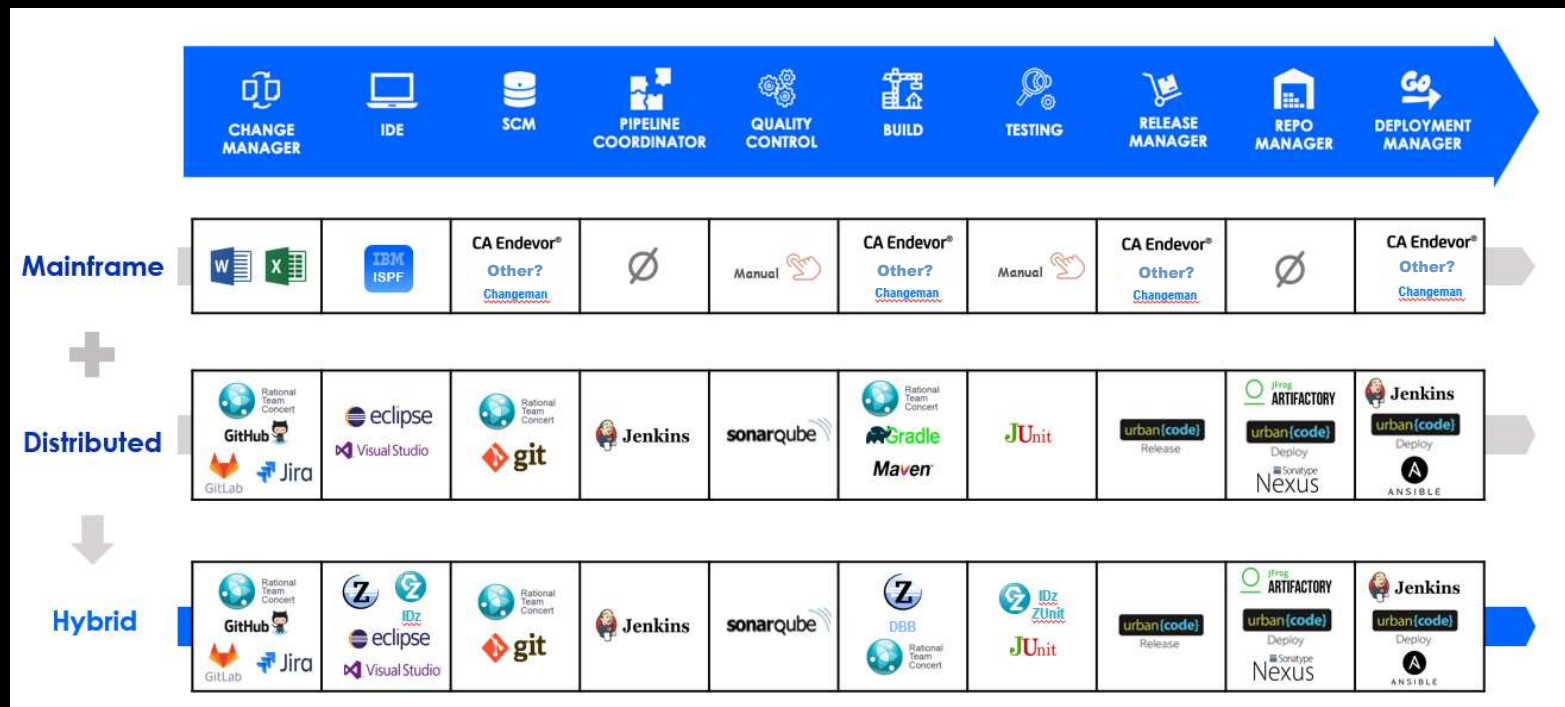 CHANGE
MANAGER
IDE
SCM
PIPELINE
COORDINATOR
QUALITY
CONTROL
BUILD
TESTING
RELEASE
MANAGER
REPO
MANAGER
GO
DEPLOYMENT
MANAGER
Mainframe
W
X
IBM
ISPF
CA Endevor®
Other?
Changeman
Manual
CA Endevor®
Other?
Changeman
Manual
CA Endevor®
Other?
Changeman
CA Endevor®
Other?
Changeman
Distributed
Rational
Team
Concert
GitHub
GitLab
Jira
eclipse
Visual Studio
Rational
Team
Concert
git
Jenkins
sonarqube
Rational
Team
Concert
Gradle
Maven
JUnit
urban{code}
Release
JFrog
ARTIFACTORY
urban{code}
Deploy
Sonatype
Nexus
Jenkins
urban{code}
Deploy
A
ANSIBLE
Hybrid
Rational
Team
Concert
GitHub
GitLab
Jira
Z
Z
IDz
eclipse
Visual Studio
Rational
Team
Concert
git
Jenkins
sonarqube
Z
DBB
Rational
Team
Concert
Z
IDz
ZUnit
JUnit
urban{code}
Release
JFrog
ARTIFACTORY
urban{code}
Deploy
Sonatype
Nexus
Jenkins
urban{code}
Deploy
A
ANSIBLE